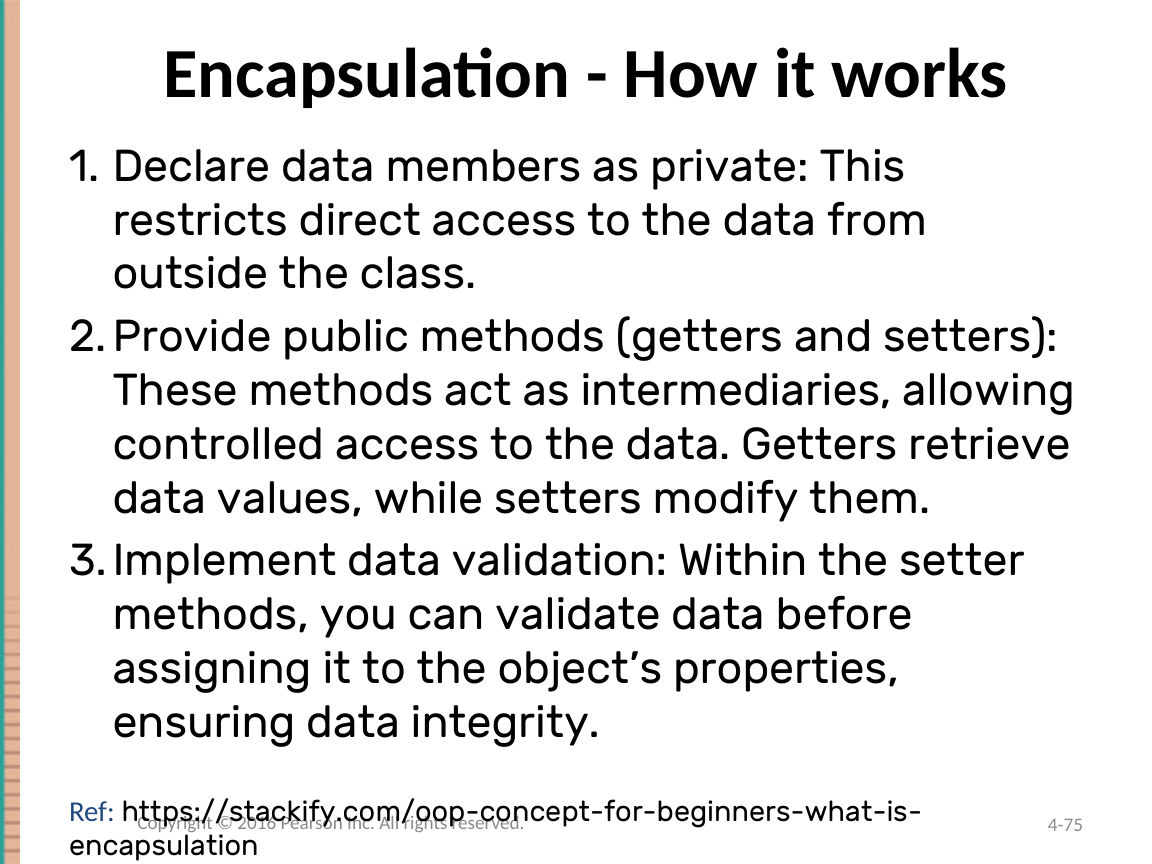 Encapsulation - How it works
1. Declare data members as private: This
restricts direct access to the data from
outside the class.
2. Provide public methods (getters and setters):
These methods act as intermediaries, allowing
controlled access to the data. Getters retrieve
data values, while setters modify them.
3. Implement data validation: Within the setter
methods, you can validate data before
assigning it to the object’s properties,
ensuring data integrity.
Ref: https://stackify.com/oop-concept-for-beginners-what-is-
encapsulation
Copyright © 2016 Pearson Inc. All rights reserved.
4-75